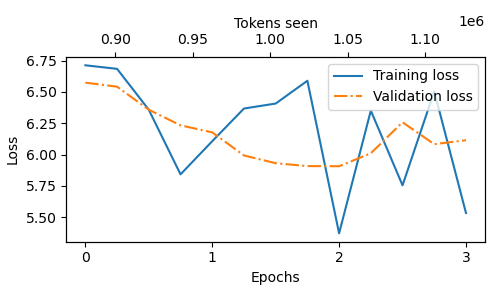 Tokens seen
1e6
0.90 0.95 1.00 1.05 1.10
6.75
6.50
6.25
6.00
5.75
5.50
Loss
Training loss
Validation loss
0 1 2 3
Epochs